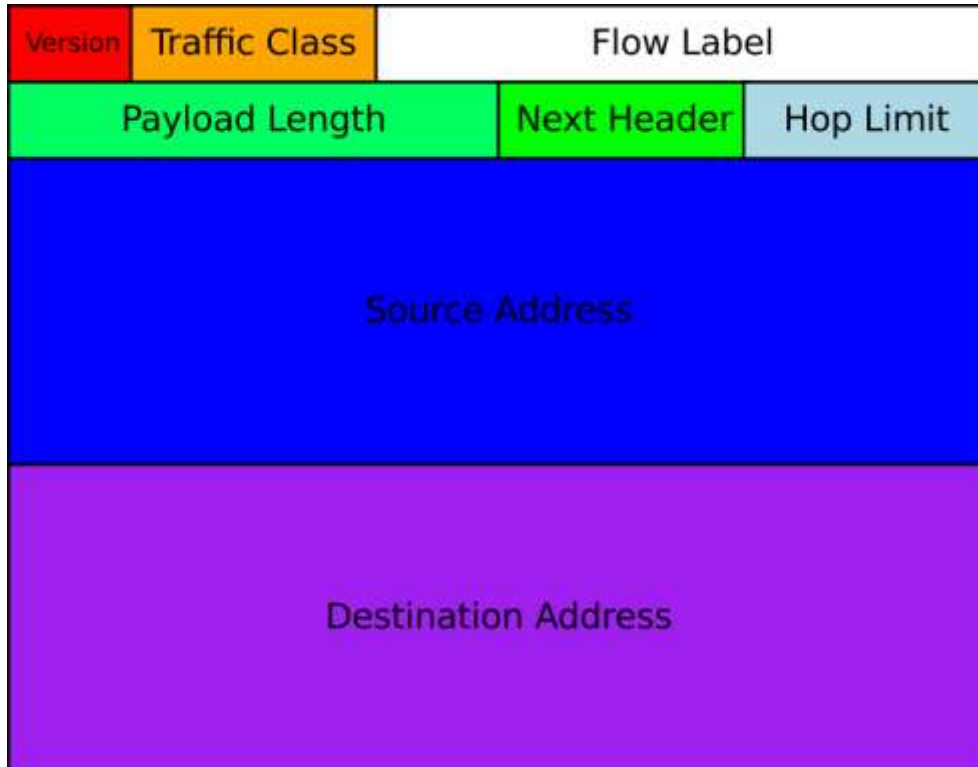 Version Traffic Class Flow Label
Payload Length Next Header Hop Limit
Source Address
Destination Address